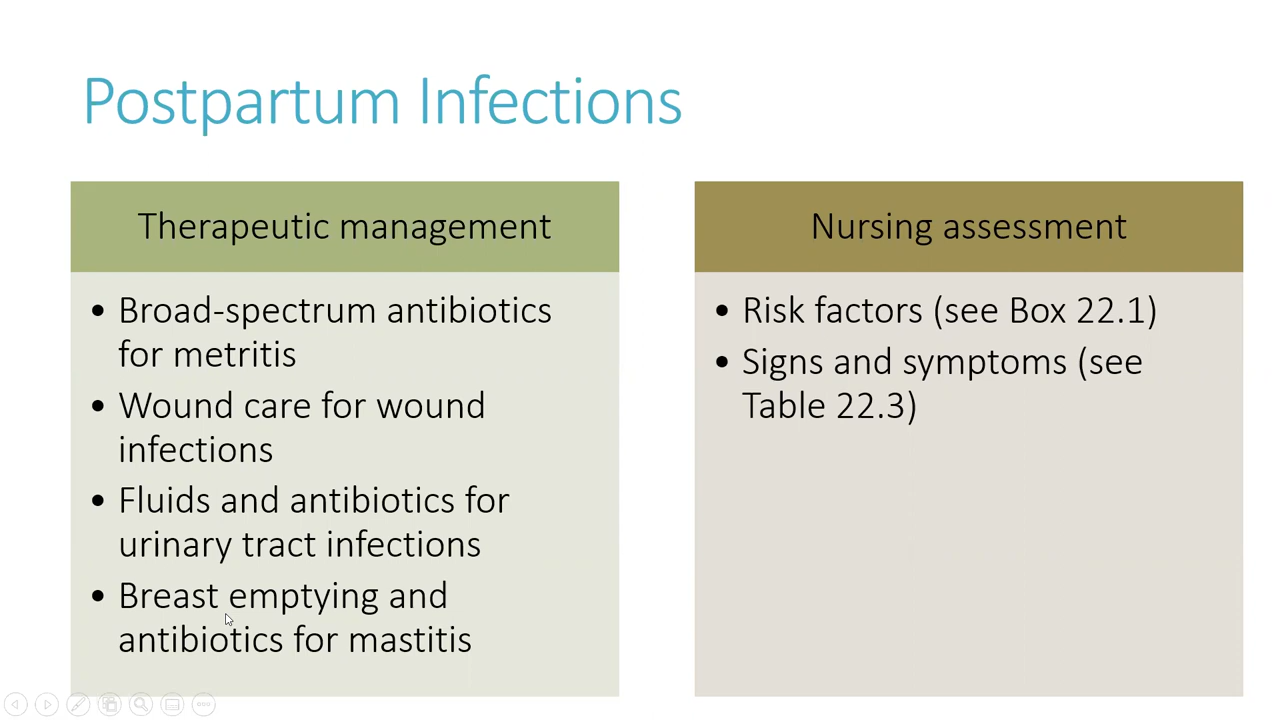 Postpartum Infections
Therapeutic management
• Broad-spectrum antibiotics
for metritis
• Wound care for wound
infections
• Fluids and antibiotics for
urinary tract infections
• Breast emptying and
antibiotics for mastitis
Nursing assessment
• Risk factors (see Box 22.1)
• Signs and symptoms (see
Table 22.3)